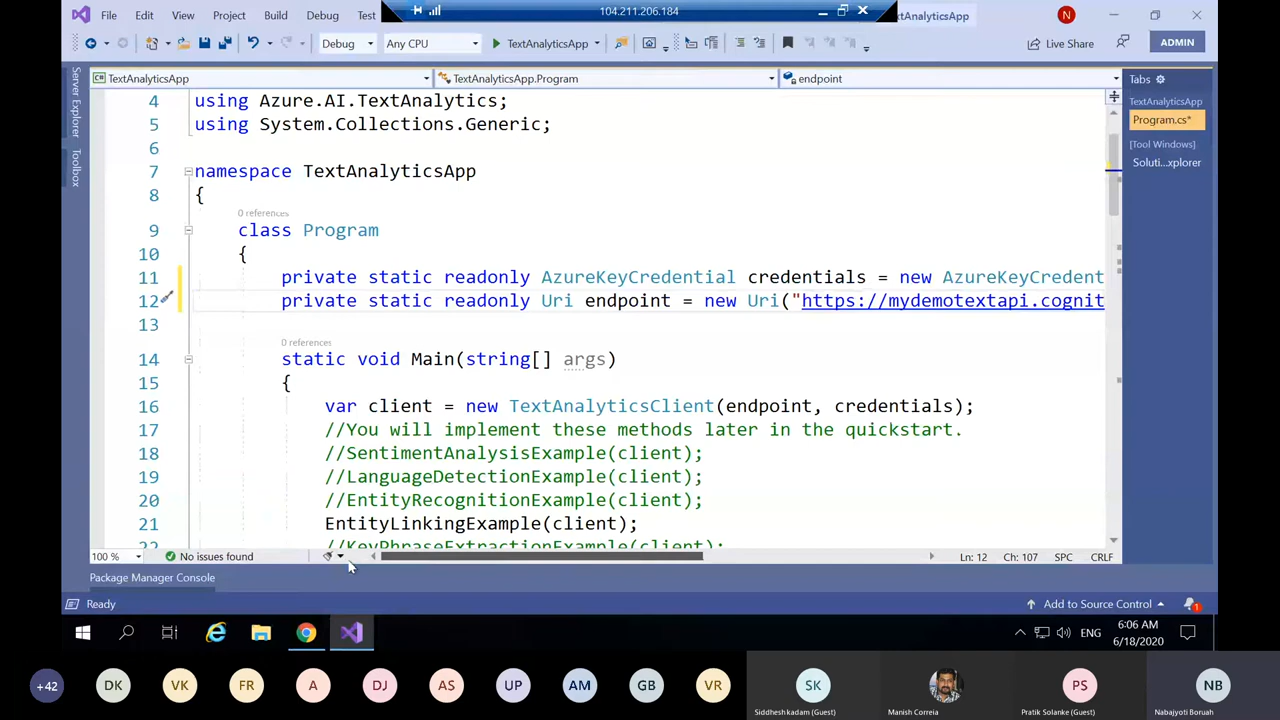 File Edit View Project Build Debug Test
104.211.206.184
tAnalyticsApp
N
Debug Any CPU TextAnalyticsApp Live Share ADMIN
Server Explorer
Toolbox
TextAnalyticsApp TextAnalyticsApp.Program endpoint
4 using Azure.AI.TextAnalytics;
5 using System.Collections.Generic;
6
7 namespace TextAnalyticsApp
8 {
0 references
9 class Program
10 {
11 private static readonly AzureKeyCredential credentials = new AzureKeyCredent
12 private static readonly Uri endpoint = new Uri("https://mydemotextapi.cognit
13
0 references
14 static void Main(string[] args)
15 {
16 var client = new TextAnalyticsClient(endpoint, credentials);
17 //You will implement these methods later in the quickstart.
18 //SentimentAnalysisExample(client);
19 //LanguageDetectionExample(client);
20 //EntityRecognitionExample(client);
21 EntityLinkingExample(client);
22 //KeyPhraseExtractionExample(client);
Tabs
TextAnalyticsApp
Program.cs*
[Tool Windows]
Soluti...xplorer
100 % No issues found Ln: 12 Ch: 107 SPC CRLF
Package Manager Console
Ready Add to Source Control 1
ENG 6:06 AM
6/18/2020
+42 DK VK FR A DJ AS UP AM GB VR SK PS NB
Siddhesh kadam (Guest) Manish Correia Pratik Solanke (Guest) Nabajyoti Boruah